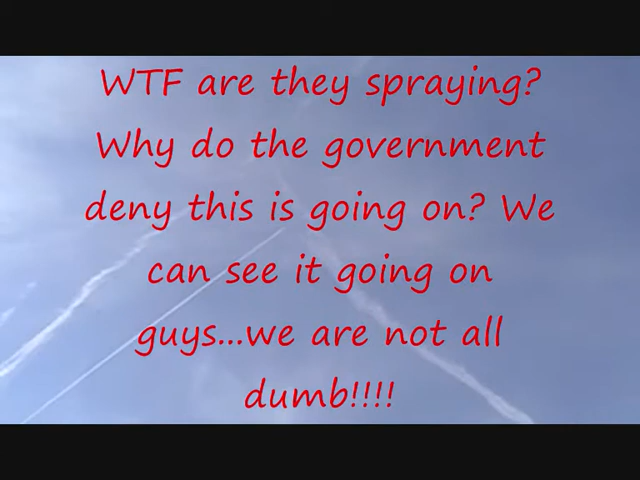 WTF are they spraying?
Why do the government
deny this is going on? We
can see it going on
guys...we are not all
dumb!!!!